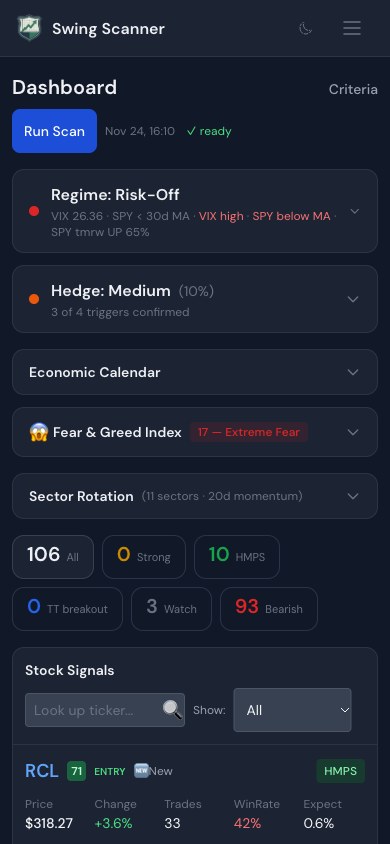 Swing Scanner
Dashboard
Criteria
Run Scan
Nov 24, 16:10
✓ ready
Regime: Risk-Off
VIX 26.36 · SPY < 30d MA · VIX high · SPY below MA ·
SPY tmrw UP 65%
Hedge: Medium (10%)
3 of 4 triggers confirmed
Economic Calendar
😱 Fear & Greed Index 17 — Extreme Fear
Sector Rotation (11 sectors · 20d momentum)
106 All
0 Strong
10 HMPS
0 TT breakout
3 Watch
93 Bearish
Stock Signals
Look up ticker... 🔍 Show: All
RCL 71 ENTRY 🆕New HMPS
Price Change Trades WinRate Expect
$318.27 +3.6% 33 42% 0.6%